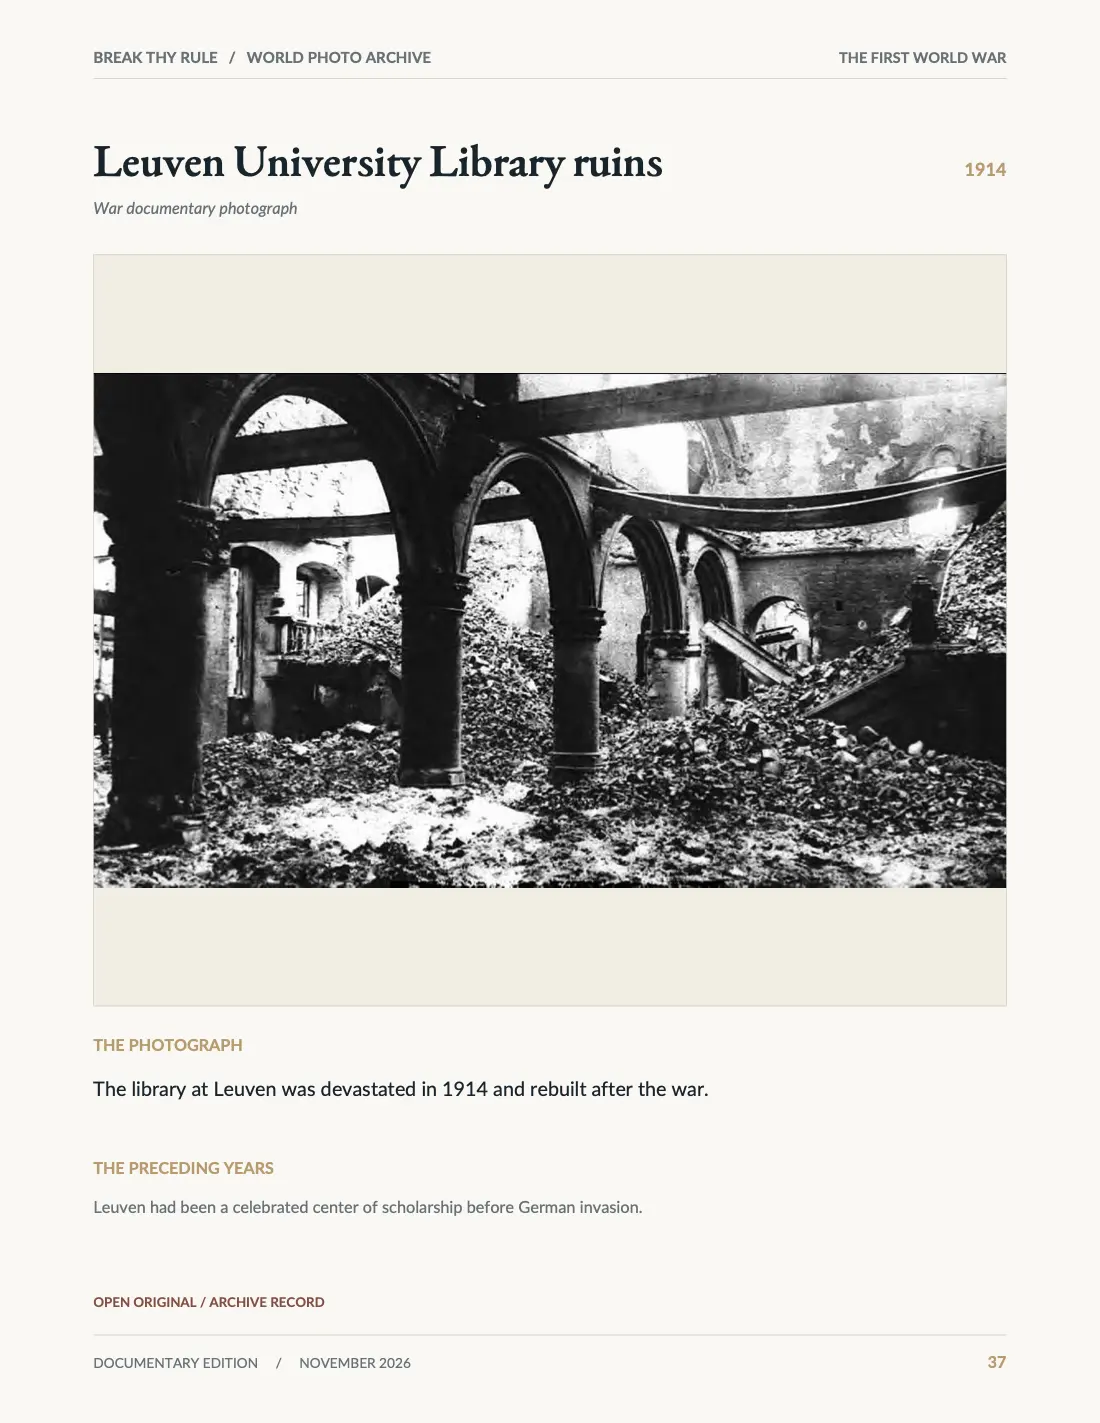 BREAK THY RULE / WORLD PHOTO ARCHIVE
THE FIRST WORLD WAR
Leuven University Library ruins
1914
War documentary photograph
THE PHOTOGRAPH
The library at Leuven was devastated in 1914 and rebuilt after the war.
THE PRECEDING YEARS
Leuven had been a celebrated center of scholarship before German invasion.
OPEN ORIGINAL / ARCHIVE RECORD
DOCUMENTARY EDITION / NOVEMBER 2026
37